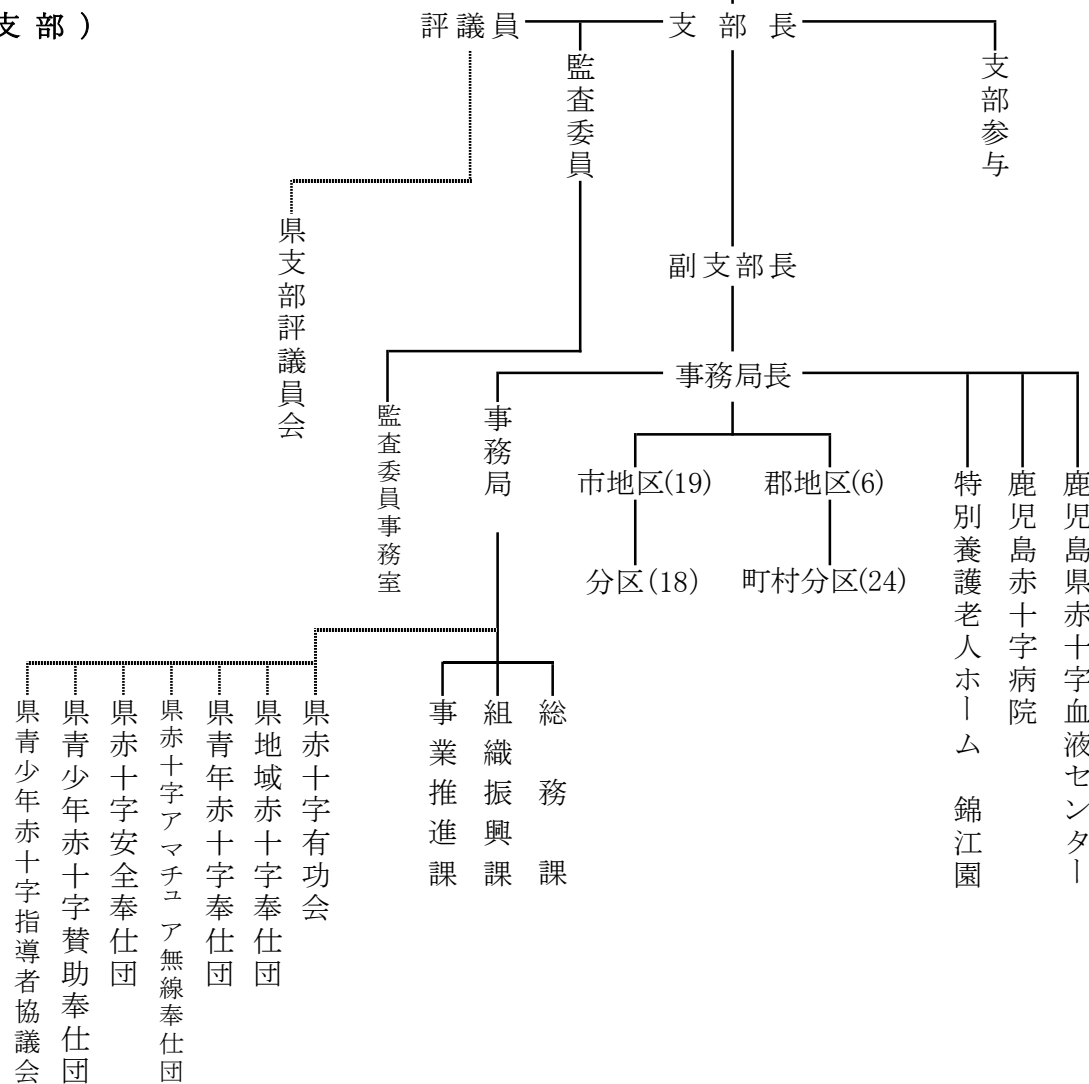 支部）
評議員
支部長
監査委員
支部参与
県支部評議員会
副支部長
事務局長
監査委員事務室
事務局
市地区(19)
郡地区(6)
分区(18)
町村分区(24)
特別養護老人ホーム 錦江園
鹿児島赤十字病院
鹿児島県赤十字血液センター
県青少年赤十字指導者協議会
県青少年赤十字賛助奉仕団
県赤十字安全奉仕団
県赤十字アマチュア無線奉仕団
県青年赤十字奉仕団
県地域赤十字奉仕団
県赤十字有功会
事業推進課
組織振興課
総務課